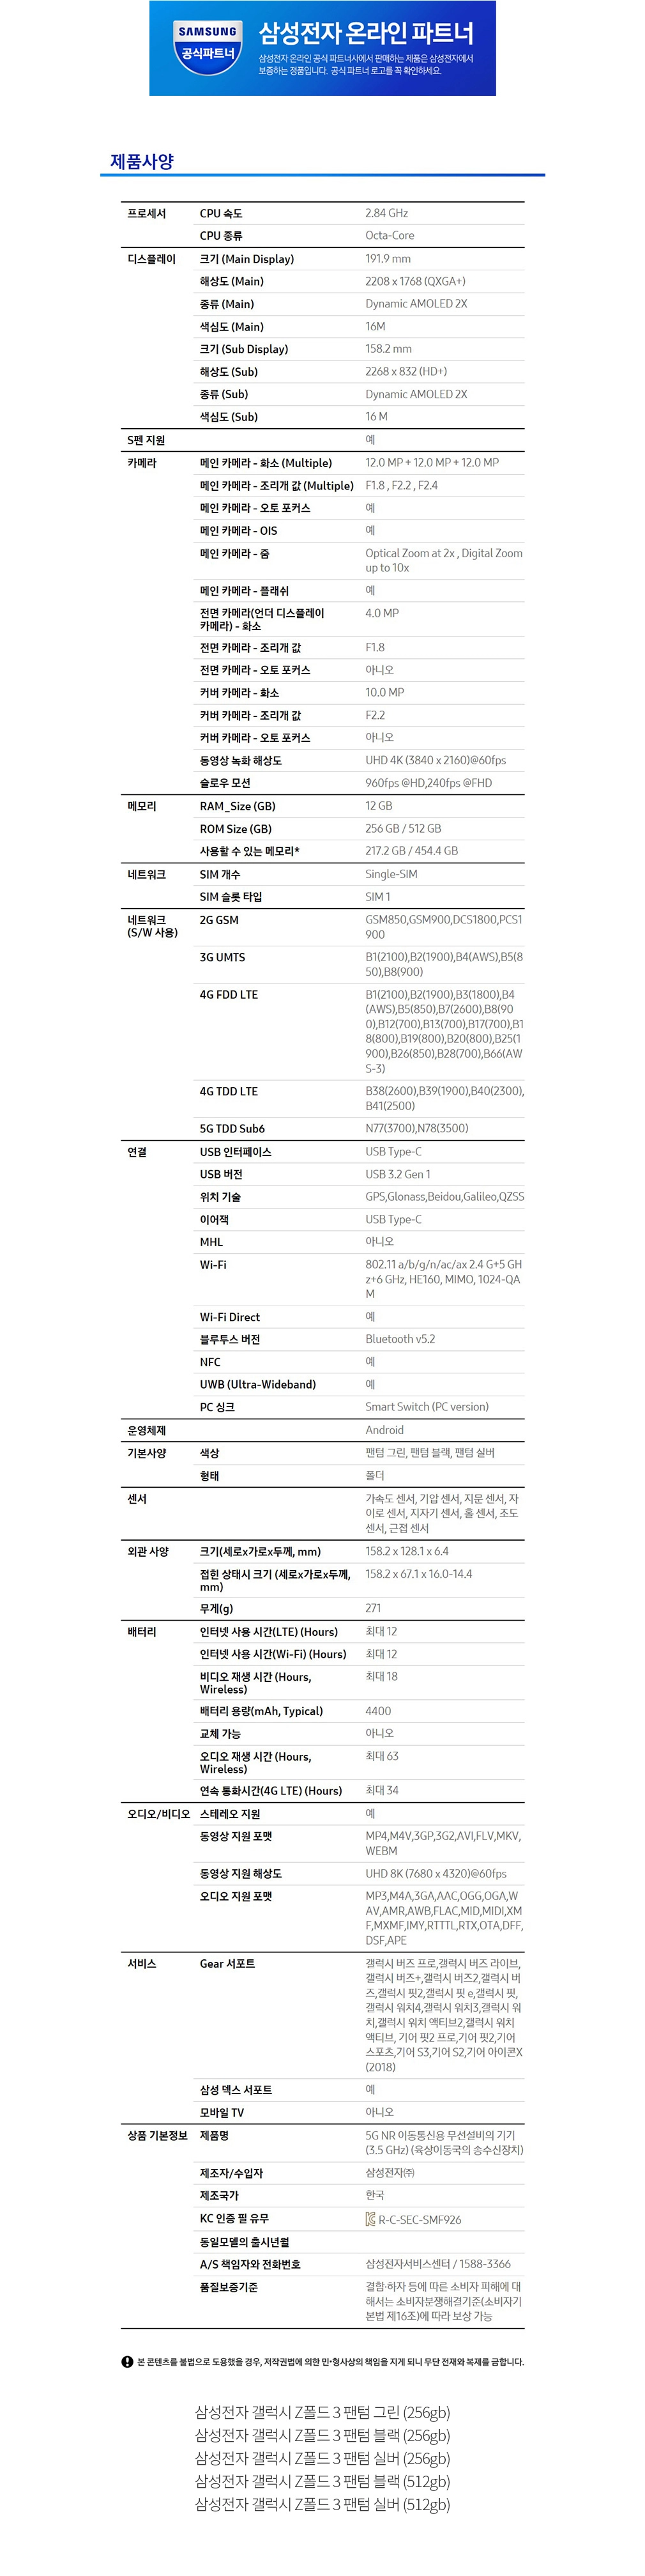 SAMSUNG
공식파트너
삼성전자 온라인 파트너
삼성전자 온라인 공식 파트너사에서 판매하는 제품은 삼성전자에서
보증하는 정품입니다. 공식 파트너 로고를 꼭 확인하세요.
제품사양
프로세서 CPU 속도 2.84 GHz
CPU 종류 Octa-Core
디스플레이 크기 (Main Display) 191.9 mm
해상도 (Main) 2208 x 1768 (QXGA+)
종류 (Main) Dynamic AMOLED 2X
색심도 (Main) 16M
크기 (Sub Display) 158.2 mm
해상도 (Sub) 2268 x 832 (HD+)
종류 (Sub) Dynamic AMOLED 2X
색심도 (Sub) 16 M
S펜 지원 예
카메라 메인 카메라 - 화소 (Multiple) 12.0 MP + 12.0 MP + 12.0 MP
메인 카메라 - 조리개 값 (Multiple) F1.8 , F2.2 , F2.4
메인 카메라 - 오토 포커스 예
메인 카메라 - OIS 예
메인 카메라 - 줌 Optical Zoom at 2x , Digital Zoom
up to 10x
메인 카메라 - 플래쉬 예
전면 카메라(언더 디스플레이 4.0 MP
카메라) - 화소
전면 카메라 - 조리개 값 F1.8
전면 카메라 - 오토 포커스 아니오
커버 카메라 - 화소 10.0 MP
커버 카메라 - 조리개 값 F2.2
커버 카메라 - 오토 포커스 아니오
동영상 녹화 해상도 UHD 4K (3840 x 2160)@60fps
슬로우 모션 960fps @HD,240fps @FHD
메모리 RAM_Size (GB) 12 GB
ROM Size (GB) 256 GB / 512 GB
사용할 수 있는 메모리* 217.2 GB / 454.4 GB
네트워크 SIM 개수 Single-SIM
SIM 슬롯 타입 SIM 1
네트워크 2G GSM GSM850,GSM900,DCS1800,PCS1
(S/W 사용) 900
3G UMTS B1(2100),B2(1900),B4(AWS),B5(8
50),B8(900)
4G FDD LTE B1(2100),B2(1900),B3(1800),B4
(AWS),B5(850),B7(2600),B8(90
0),B12(700),B13(700),B17(700),B1
8(800),B19(800),B20(800),B25(1
900),B26(850),B28(700),B66(AW
S-3)
4G TDD LTE B38(2600),B39(1900),B40(2300),
B41(2500)
5G TDD Sub6 N77(3700),N78(3500)
연결 USB 인터페이스 USB Type-C
USB 버전 USB 3.2 Gen 1
위치 기술 GPS,Glonass,Beidou,Galileo,QZSS
이어잭 USB Type-C
MHL 아니오
Wi-Fi 802.11 a/b/g/n/ac/ax 2.4 G+5 GH
z+6 GHz, HE160, MIMO, 1024-QA
M
Wi-Fi Direct 예
블루투스 버전 Bluetooth v5.2
NFC 예
UWB (Ultra-Wideband) 예
PC 싱크 Smart Switch (PC version)
운영체제 Android
기본사양 색상 팬텀 그린, 팬텀 블랙, 팬텀 실버
형태 폴더
센서 가속도 센서, 기압 센서, 지문 센서, 자
이로 센서, 지자기 센서, 홀 센서, 조도
센서, 근접 센서
외관 사양 크기(세로x가로x두께, mm) 158.2 x 128.1 x 6.4
접힌 상태시 크기 (세로x가로x두께, 158.2 x 67.1 x 16.0-14.4
mm)
무게(g) 271
배터리 인터넷 사용 시간(LTE) (Hours) 최대 12
인터넷 사용 시간(Wi-Fi) (Hours) 최대 12
비디오 재생 시간 (Hours, 최대 18
Wireless)
배터리 용량(mAh, Typical) 4400
교체 가능 아니오
오디오 재생 시간 (Hours, 최대 63
Wireless)
연속 통화시간(4G LTE) (Hours) 최대 34
오디오/비디오 스테레오 지원 예
동영상 지원 포맷 MP4,M4V,3GP,3G2,AVI,FLV,MKV,
WEBM
동영상 지원 해상도 UHD 8K (7680 x 4320)@60fps
오디오 지원 포맷 MP3,M4A,3GA,AAC,OGG,OGA,W
AV,AMR,AWB,FLAC,MID,MIDI,XM
F,MXMF,IMY,RTTTL,RTX,OTA,DFF,
DSF,APE
서비스 Gear 서포트 갤럭시 버즈 프로,갤럭시 버즈 라이브,
갤럭시 버즈+,갤럭시 버즈2,갤럭시 버
즈,갤럭시 핏2,갤럭시 핏 e,갤럭시 핏,
갤럭시 워치4,갤럭시 워치3,갤럭시 워
치,갤럭시 워치 액티브2,갤럭시 워치
액티브, 기어 핏2 프로,기어 핏2,기어
스포츠,기어 S3,기어 S2,기어 아이콘X
(2018)
삼성 덱스 서포트 예
모바일 TV 아니오
상품 기본정보 제품명 5G NR 이동통신용 무선설비의 기기
(3.5 GHz) (육상이동국의 송수신장치)
제조자/수입자 삼성전자㈜
제조국가 한국
KC 인증 필 유무 R-C-SEC-SMF926
동일모델의 출시년월
A/S 책임자와 전화번호 삼성전자서비스센터 / 1588-3366
품질보증기준 결함·하자 등에 따른 소비자 피해에 대
해서는 소비자분쟁해결기준(소비자기
본법 제16조)에 따라 보상 가능
본 콘텐츠를 불법으로 도용했을 경우, 저작권법에 의한 민•형사상의 책임을 지게 되니 무단 전재와 복제를 금합니다.
삼성전자 갤럭시 Z폴드 3 팬텀 그린 (256gb)
삼성전자 갤럭시 Z폴드 3 팬텀 블랙 (256gb)
삼성전자 갤럭시 Z폴드 3 팬텀 실버 (256gb)
삼성전자 갤럭시 Z폴드 3 팬텀 블랙 (512gb)
삼성전자 갤럭시 Z폴드 3 팬텀 실버 (512gb)